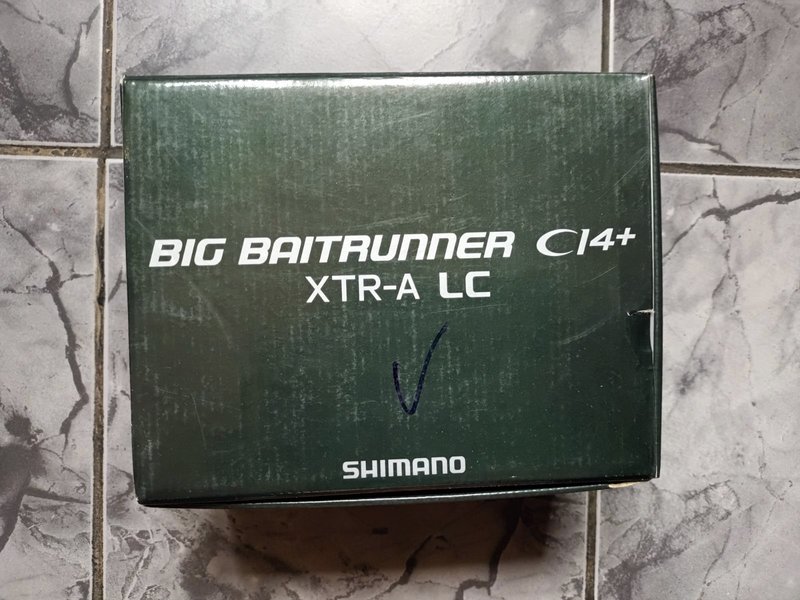 BIG BAITRUNNER CI4+
XTR-A LC
SHIMANO